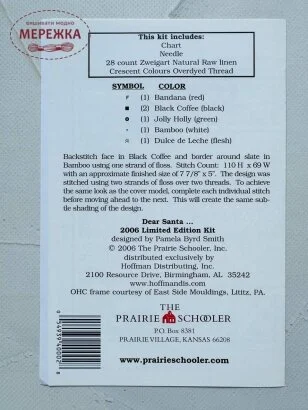 ВИШИВАТИ МОДНО
МЕРЕЖКА
This kit includes:
Chart
Needle
28 count Zweigart Natural Raw linen
Crescent Colours Overdyed Thread
SYMBOL COLOR
(1) Bandana (red)
(2) Black Coffee (black)
(1) Jolly Holly (green)
(1) Bamboo (white)
(1) Dulce de Leche (flesh)
Backstitch face in Black Coffee and border around slate in
Bamboo using one strand of floss. Stitch Count: 110 H x 69 W
with an approximate finished size of 7 7/8" x 5". The design was
stitched using two strands of floss over two threads. To achieve
the same look as the cover model, complete each individual stitch
before moving ahead to the next. This will create the same sub-
tle shading of the design.
Dear Santa ...
2006 Limited Edition Kit
designed by Pamela Byrd Smith
© 2006 The Prairie Schooler, Inc.
distributed exclusively by
Hoffman Distributing, Inc.
2100 Resource Drive, Birmingham, AL 35242
www.hoffmandis.com
OHC frame courtesy of East Side Mouldings, Lititz, PA.
THE
PRAIRIE SCHOOLER
P.O. Box 8381
PRAIRIE VILLAGE, KANSAS 66208
www.prairieschooler.com